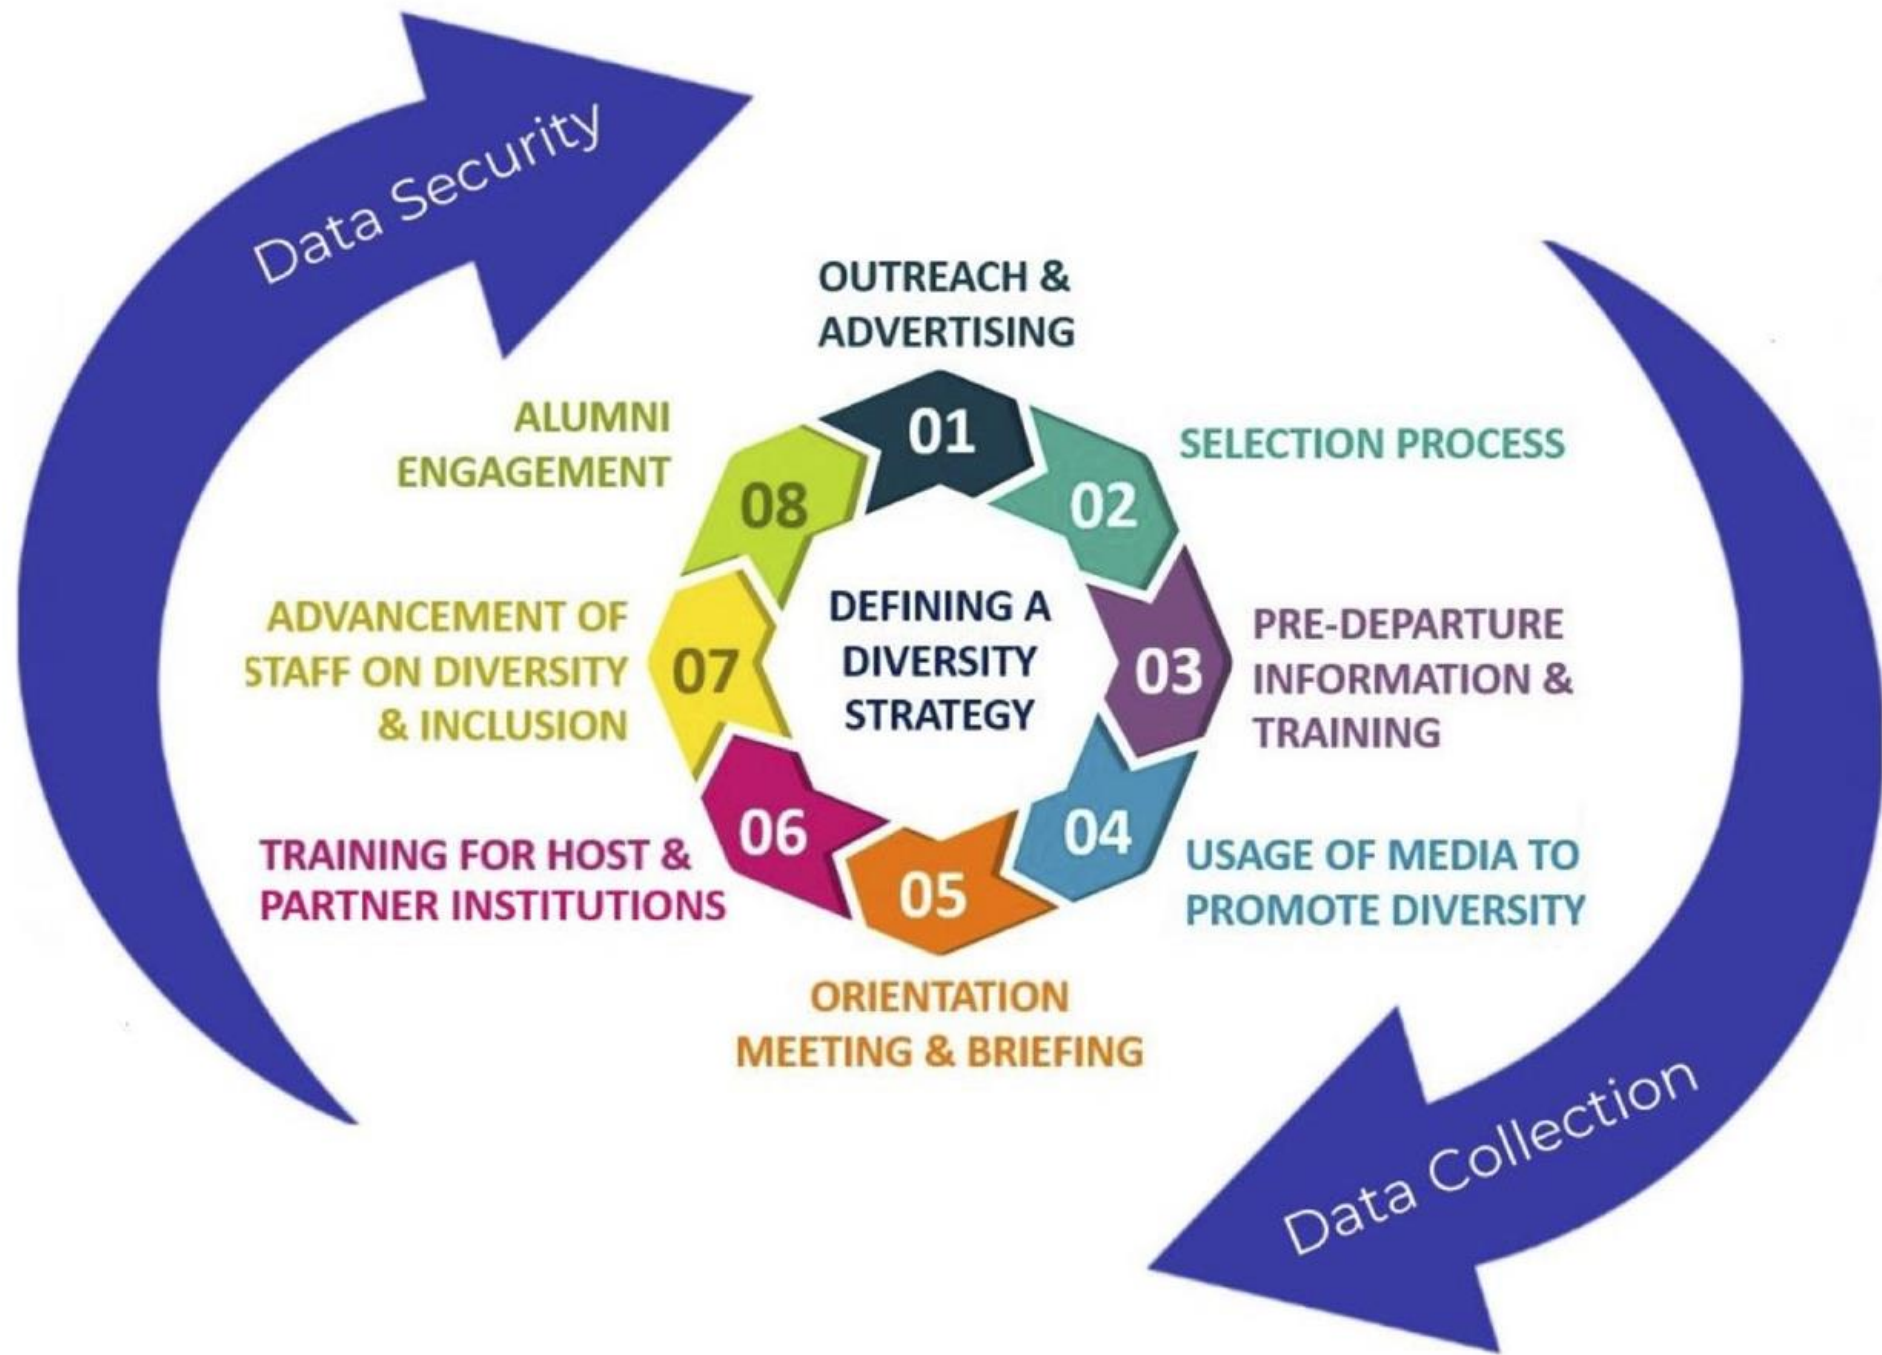 Data Security
OUTREACH &
ADVERTISING
01
SELECTION PROCESS
02
PRE-DEPARTURE
INFORMATION &
TRAINING
03
USAGE OF MEDIA TO
PROMOTE DIVERSITY
04
ORIENTATION
MEETING & BRIEFING
05
TRAINING FOR HOST &
PARTNER INSTITUTIONS
06
ADVANCEMENT OF
STAFF ON DIVERSITY
& INCLUSION
07
ALUMNI
ENGAGEMENT
08
DEFINING A
DIVERSITY
STRATEGY
Data Collection